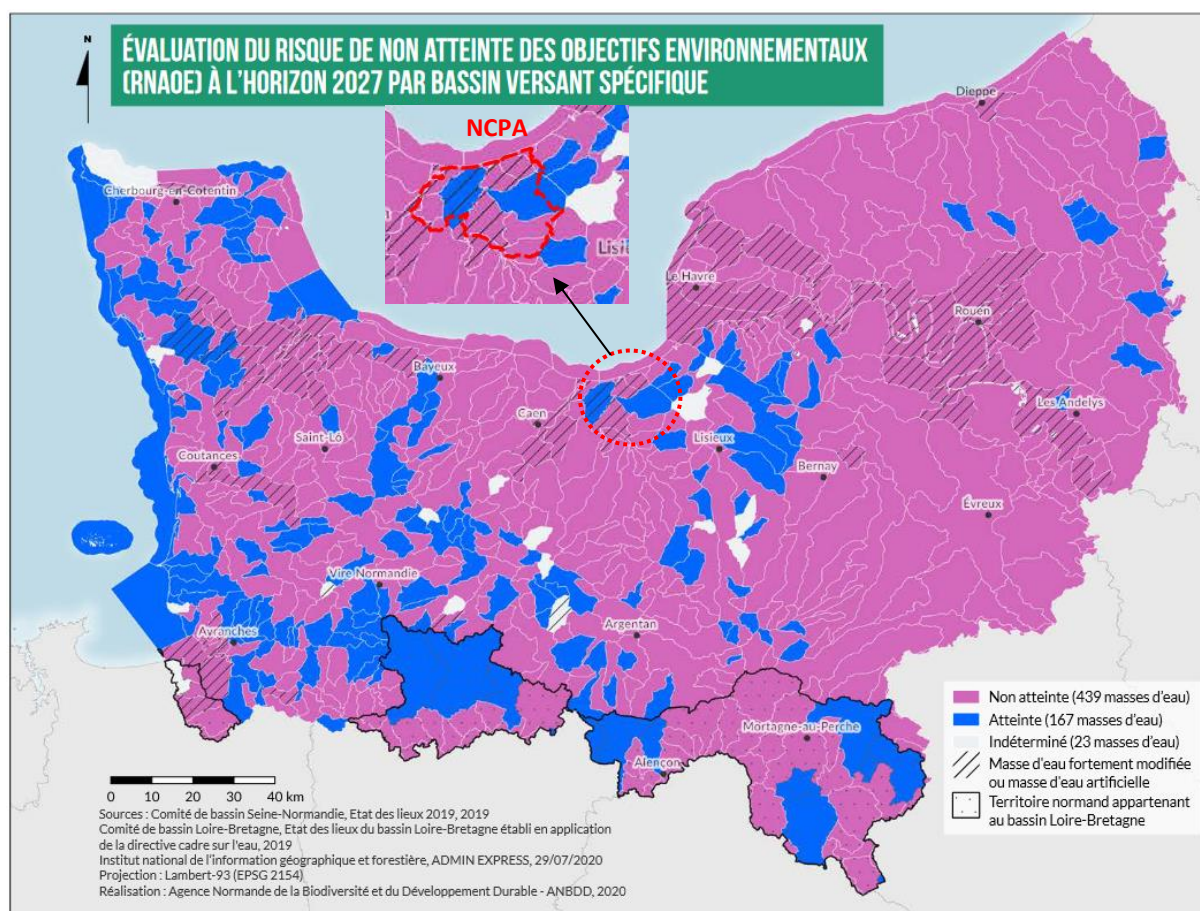 N
ÉVALUATION DU RISQUE DE NON ATTEINTE DES OBJECTIFS ENVIRONNEMENTAUX
(RNAOE) À L'HORIZON 2027 PAR BASSIN VERSANT SPÉCIFIQUE
NCPA
Lisi
Dieppe
Cherbourg-en-Cotentin
Le Havre
Rouen
Bayeux
Caen
Les Andelys
Saint-Lô
Lisieux
Coutances
Bernay
Évreux
Vire Normandie
Argentan
Avranches
Mortagne-au-Perche
Alençon
Non atteinte (439 masses d'eau)
Atteinte (167 masses d'eau)
Indéterminé (23 masses d'eau)
Masse d'eau fortement modifiée
ou masse d'eau artificielle
Territoire normand appartenant
au bassin Loire-Bretagne
0 10 20 30 40 km
Sources : Comité de bassin Seine-Normandie, Etat des lieux 2019, 2019
Comité de bassin Loire-Bretagne, Etat des lieux du bassin Loire-Bretagne établi en application
de la directive cadre sur l'eau, 2019
Institut national de l'information géographique et forestière, ADMIN EXPRESS, 29/07/2020
Projection : Lambert-93 (EPSG 2154)
Réalisation : Agence Normande de la Biodiversité et du Développement Durable - ANBDD, 2020